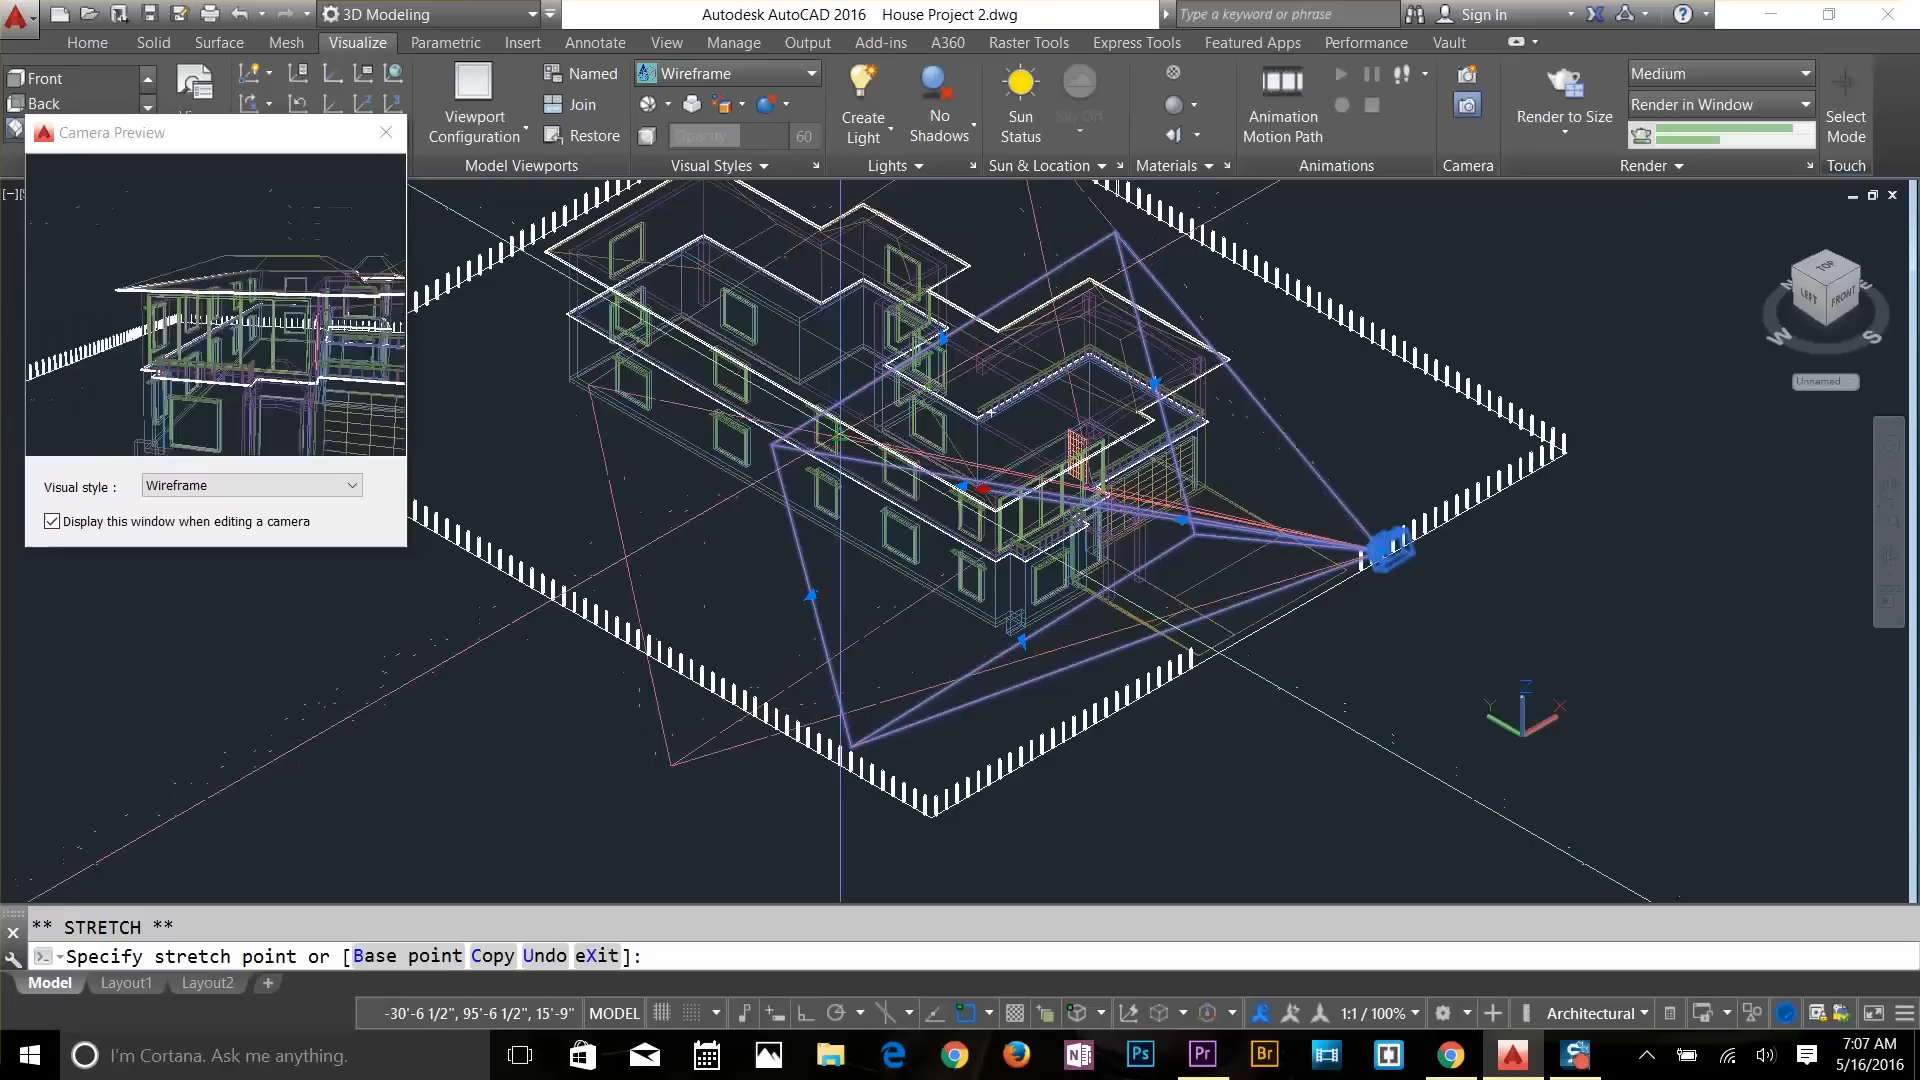 3D Modeling
Autodesk AutoCAD 2016 House Project 2.dwg
Type a keyword or phrase
Sign In
Home Solid Surface Mesh Visualize Parametric Insert Annotate View Manage Output Add-ins A360 Raster Tools Express Tools Featured Apps Performance Vault
Front
Back
Viewport Configuration
Named
Join
Restore
Model Viewports
Wireframe
Opacity 60
Visual Styles
Create Light
No Shadows
Lights
Sun Status
Sky Off
Sun & Location
Materials
Animation Motion Path
Animations
Camera
Render to Size
Medium
Render in Window
Render
Select Mode
Touch
Camera Preview
Visual style : Wireframe
Display this window when editing a camera
TOP
LEFT
FRONT
W
S
Unnamed
Z
Y
X
** STRETCH **
Specify stretch point or [Base point Copy Undo eXit]:
Model Layout1 Layout2 +
-30'-6 1/2", 95'-6 1/2", 15'-9" MODEL
1:1 / 100%
Architectural
I'm Cortana. Ask me anything.
Ps
Pr
Br
7:07 AM
5/16/2016